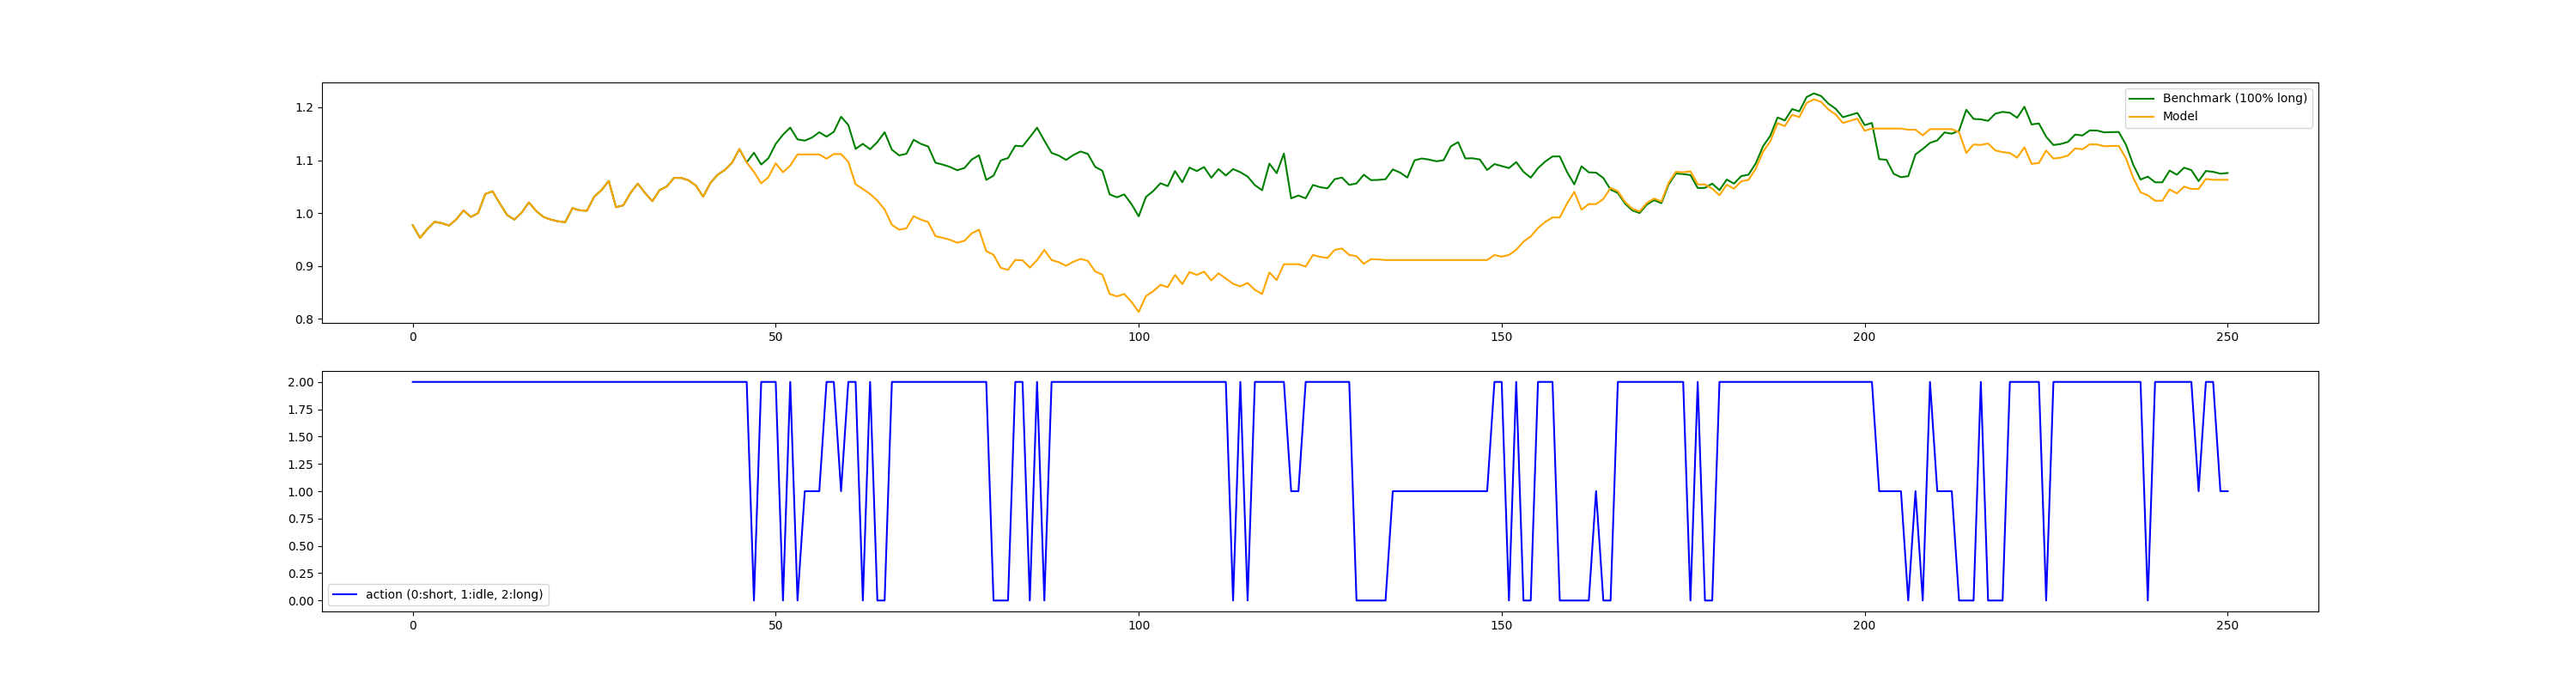 1.2
1.1
1.0
0.9
0.8
Benchmark (100% long)
Model
0 50 100 150 200 250
2.00
1.75
1.50
1.25
1.00
0.75
0.50
0.25
0.00
action (0:short, 1:idle, 2:long)
0 50 100 150 200 250